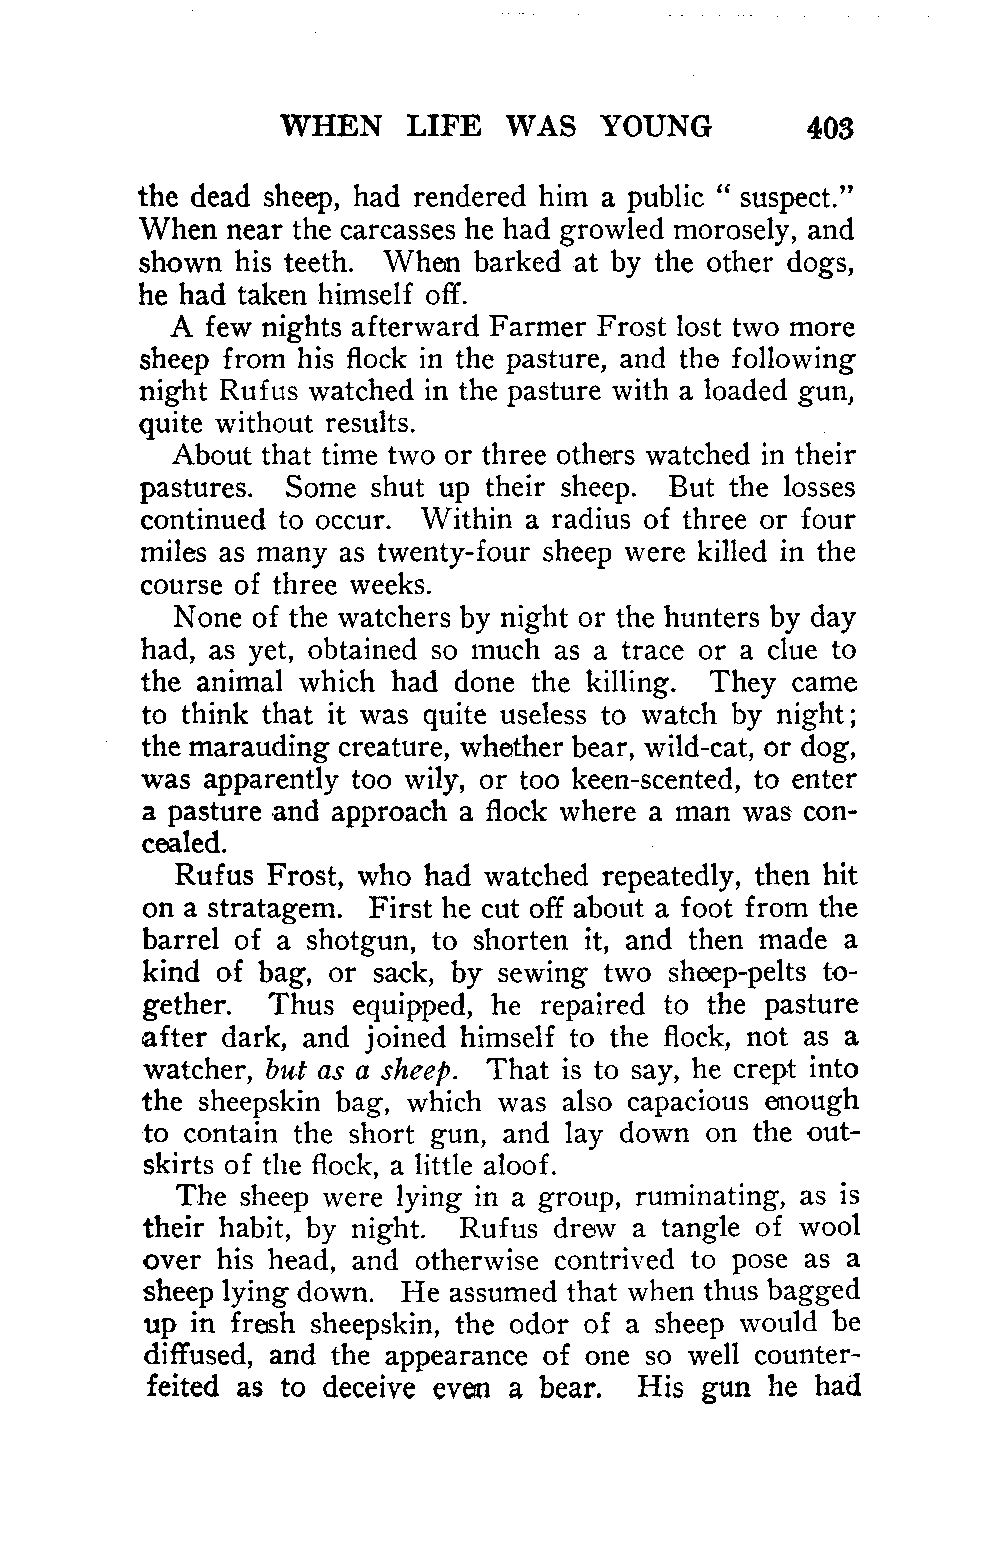 WHEN LIFE WAS YOUNG 403
the dead sheep, had rendered him a public “ suspect.”
When near the carcasses he had growled morosely, and
shown his teeth. When barked at by the other dogs,
he had taken himself off.
A few nights afterward Farmer Frost lost two more
sheep from his flock in the pasture, and the following
night Rufus watched in the pasture with a loaded gun,
quite without results.
About that time two or three others watched in their
pastures. Some shut up their sheep. But the losses
continued to occur. Within a radius of three or four
miles as many as twenty-four sheep were killed in the
course of three weeks.
None of the watchers by night or the hunters by day
had, as yet, obtained so much as a trace or a clue to
the animal which had done the killing. They came
to think that it was quite useless to watch by night;
the marauding creature, whether bear, wild-cat, or dog,
was apparently too wily, or too keen-scented, to enter
a pasture and approach a flock where a man was con-
cealed.
Rufus Frost, who had watched repeatedly, then hit
on a stratagem. First he cut off about a foot from the
barrel of a shotgun, to shorten it, and then made a
kind of bag, or sack, by sewing two sheep-pelts to-
gether. Thus equipped, he repaired to the pasture
after dark, and joined himself to the flock, not as a
watcher, but as a sheep. That is to say, he crept into
the sheepskin bag, which was also capacious enough
to contain the short gun, and lay down on the out-
skirts of the flock, a little aloof.
The sheep were lying in a group, ruminating, as is
their habit, by night. Rufus drew a tangle of wool
over his head, and otherwise contrived to pose as a
sheep lying down. He assumed that when thus bagged
up in fresh sheepskin, the odor of a sheep would be
diffused, and the appearance of one so well counter-
feited as to deceive even a bear. His gun he had